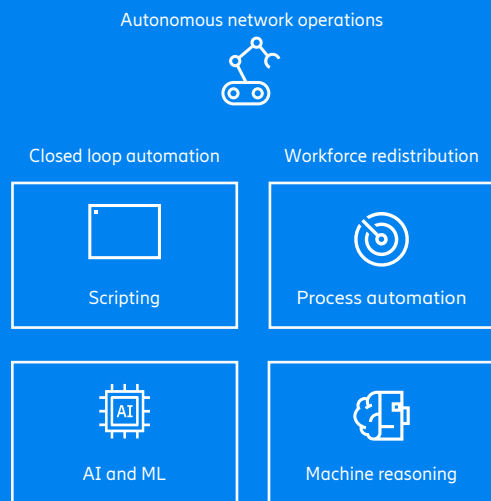 Autonomous network operations
Closed loop automation
Workforce redistribution
Scripting
Process automation
AI
AI and ML
Machine reasoning